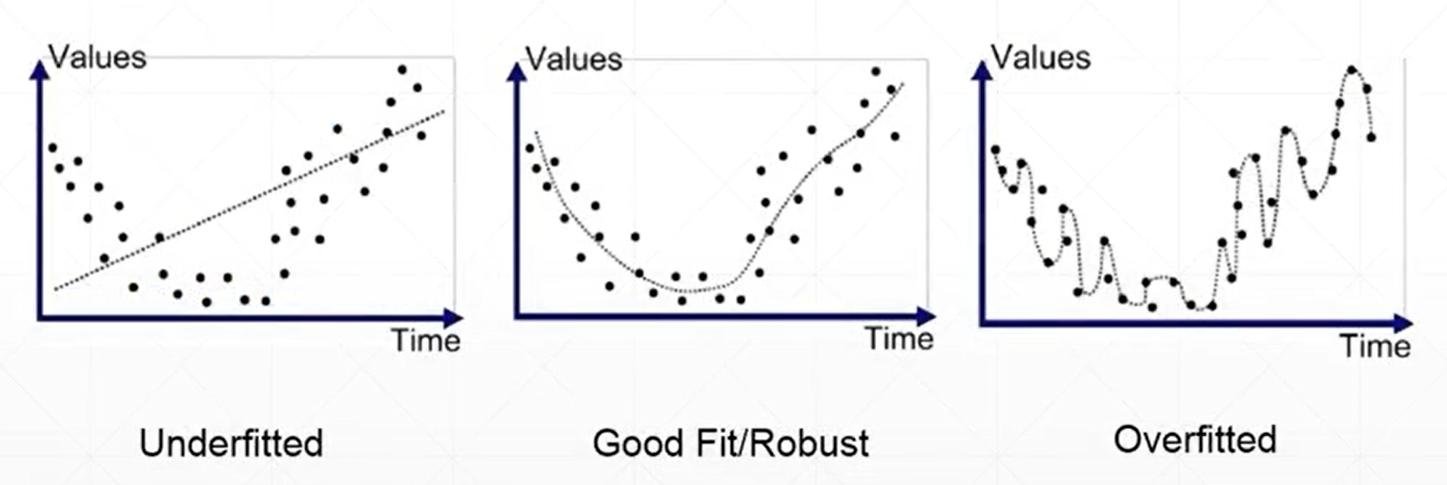 Values
Values
Values
Time
Time
Time
Underfitted
Good Fit/Robust
Overfitted